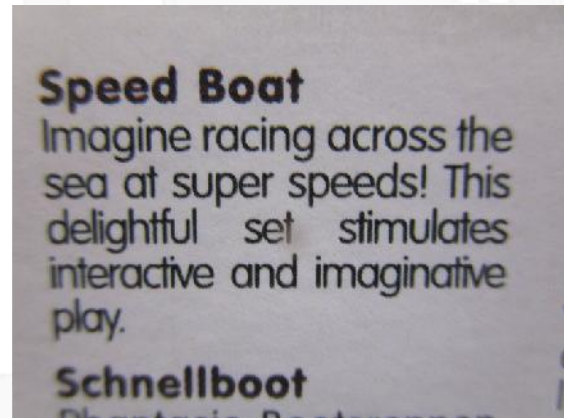 Speed Boat
Imagine racing across the
sea at super speeds! This
delightful set stimulates
interactive and imaginative
play.
Schnellboot